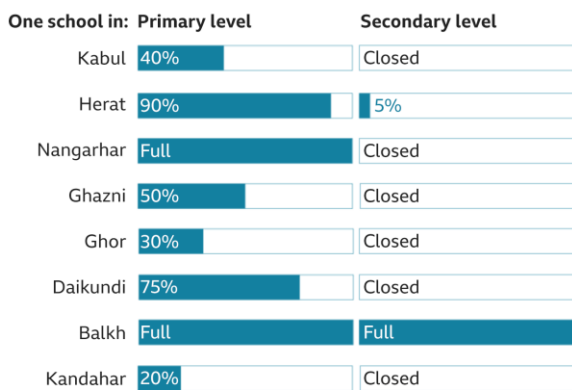 One school in: Primary level Secondary level
Kabul 40% Closed
Herat 90% 5%
Nangarhar Full Closed
Ghazni 50% Closed
Ghor 30% Closed
Daikundi 75% Closed
Balkh Full Full
Kandahar 20% Closed